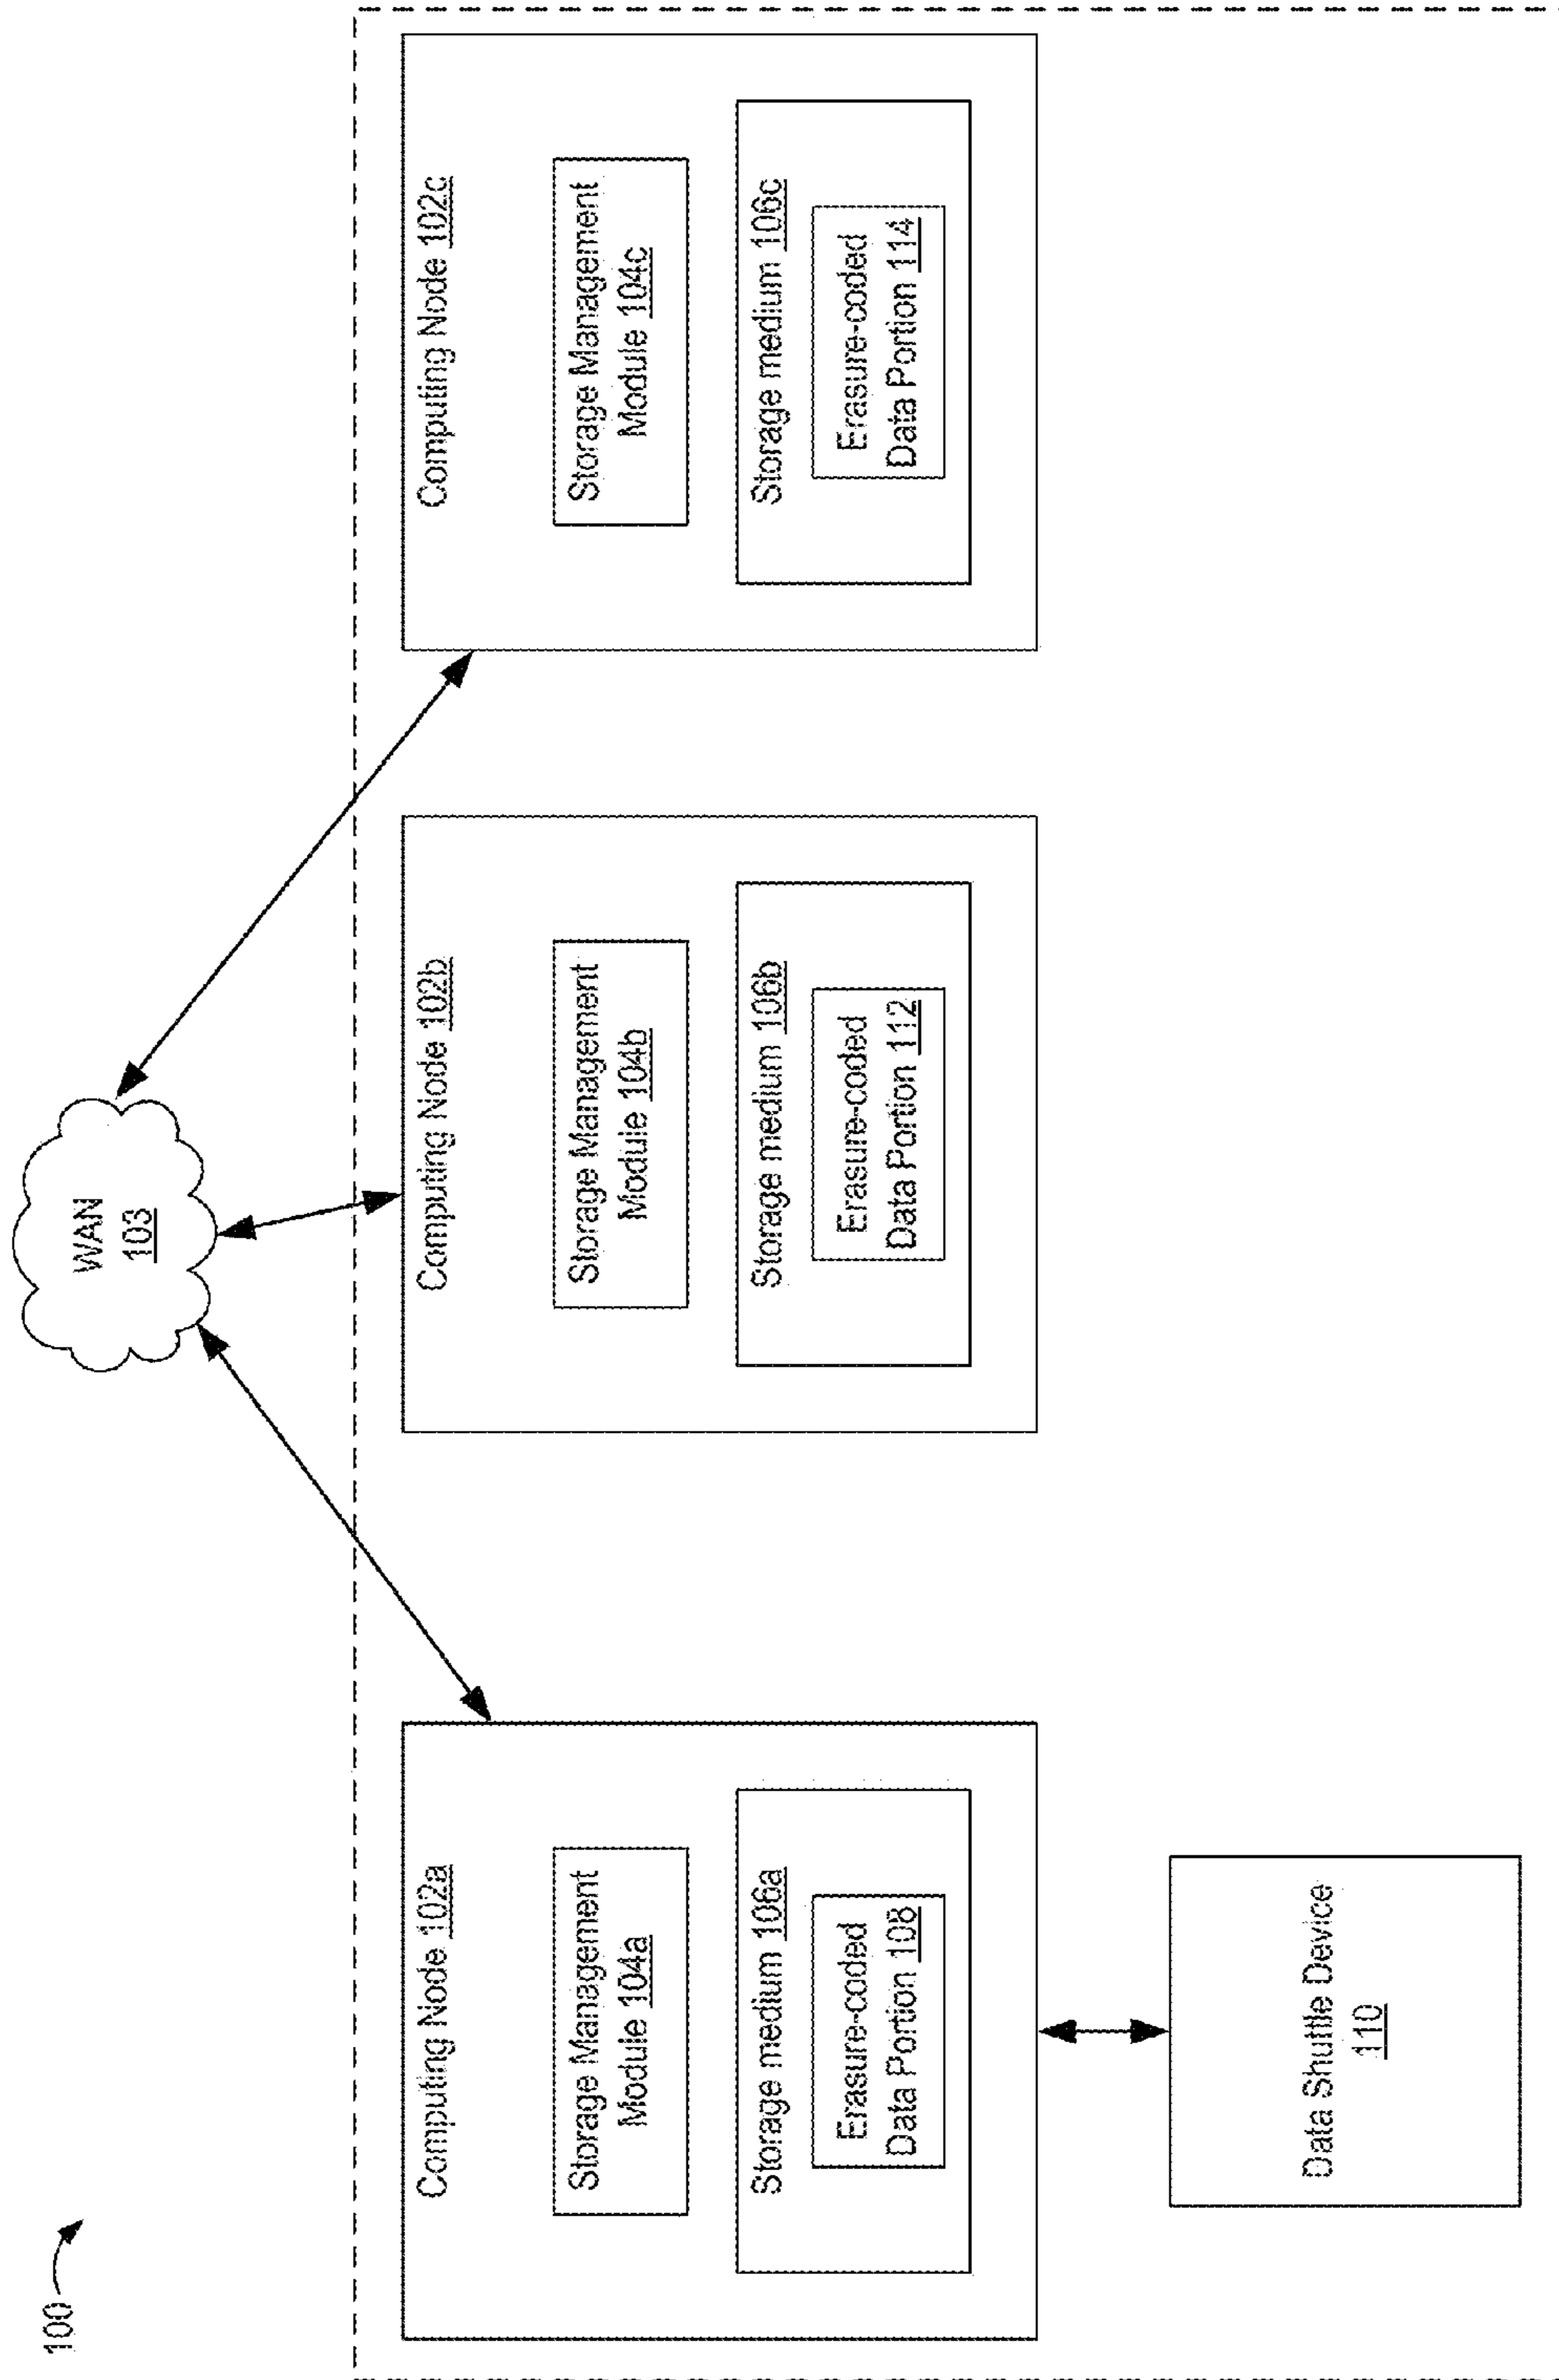 100
WAN
103
Computing Node 102a
Storage Management
Module 104a
Storage medium 106a
Erasure-coded
Data Portion 108
Computing Node 102b
Storage Management
Module 104b
Storage medium 106b
Erasure-coded
Data Portion 112
Computing Node 102c
Storage Management
Module 104c
Storage medium 106c
Erasure-coded
Data Portion 114
Data Shuttle Device
110